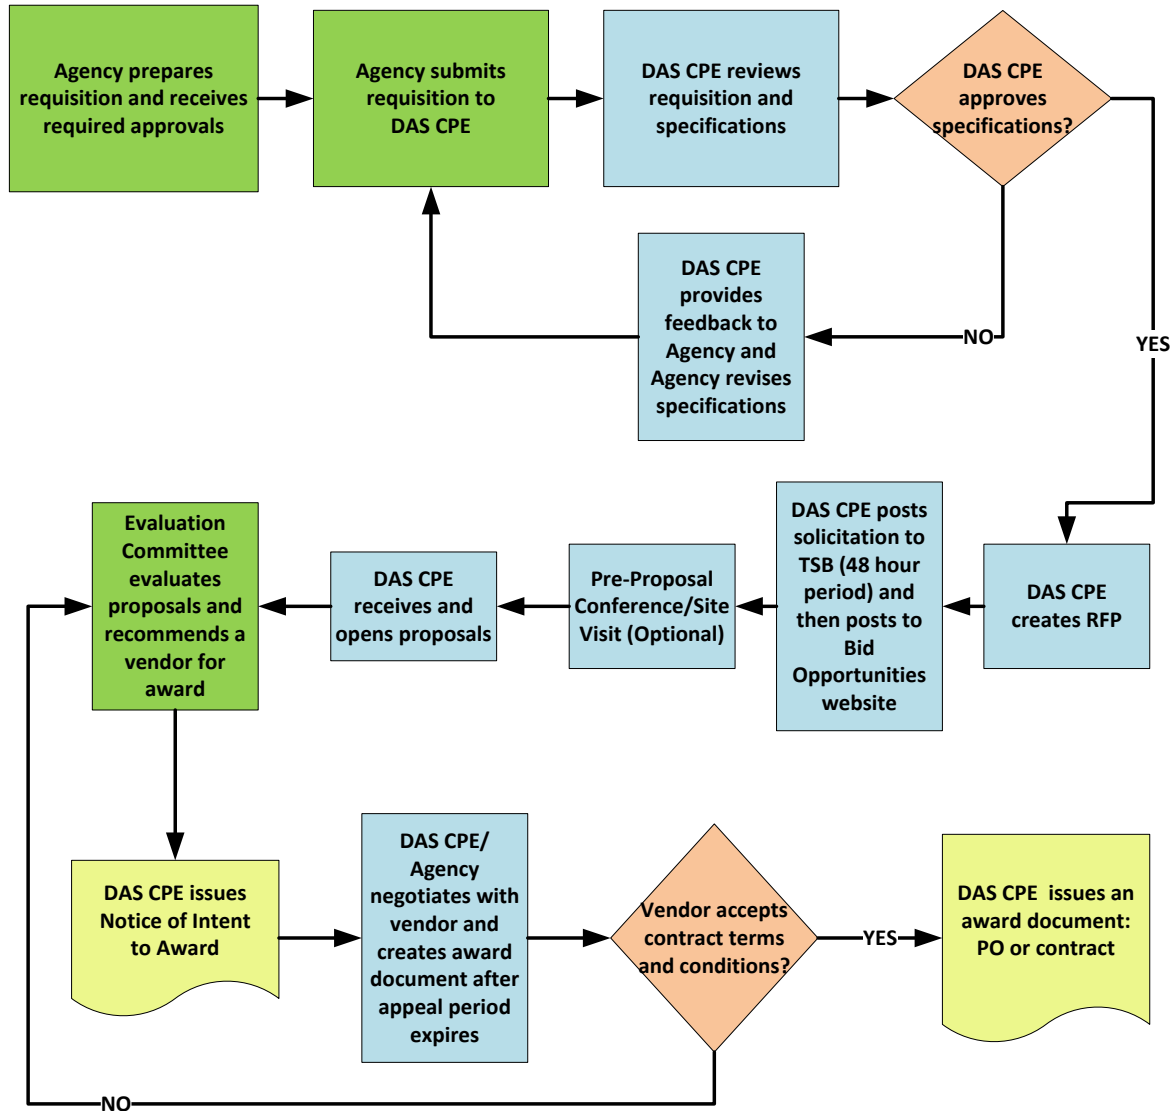 Agency prepares
requisition and receives
required approvals
Agency submits
requisition to
DAS CPE
DAS CPE reviews
requisition and
specifications
DAS CPE
approves
specifications?
DAS CPE
provides
feedback to
Agency and
Agency revises
specifications
NO
YES
DAS CPE
creates RFP
DAS CPE posts
solicitation to
TSB (48 hour
period) and
then posts to
Bid
Opportunities
website
Pre-Proposal
Conference/Site
Visit (Optional)
DAS CPE
receives and
opens proposals
Evaluation
Committee
evaluates
proposals and
recommends a
vendor for
award
DAS CPE issues
Notice of Intent
to Award
DAS CPE/
Agency
negotiates with
vendor and
creates award
document after
appeal period
expires
Vendor accepts
contract terms
and conditions?
YES
DAS CPE  issues an
award document:
PO or contract
NO